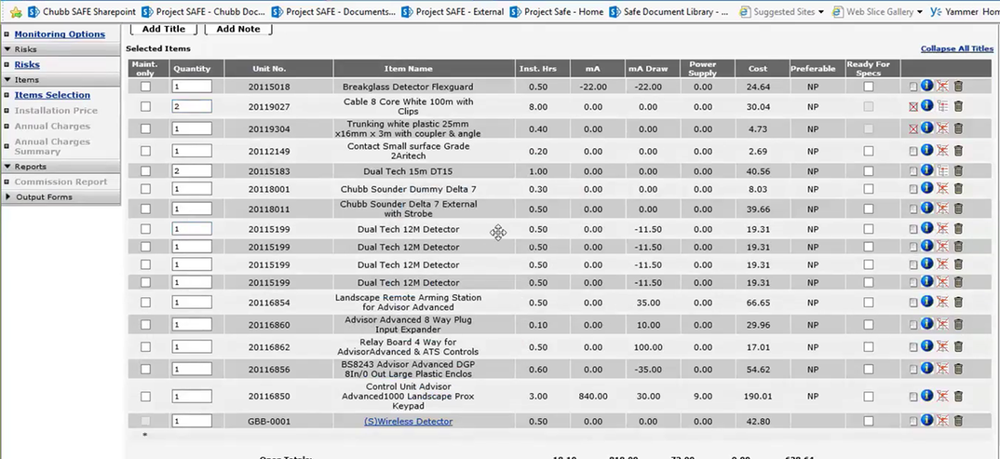 Chubb SAFE Sharepoint Project SAFE - Chubb Doc... Project SAFE - Documents... Project SAFE - External Project Safe - Home Safe Document Library - ... Suggested Sites Web Slice Gallery Yammer Hom
Monitoring Options
Risks
Risks
Items
Items Selection
Installation Price
Annual Charges
Annual Charges
Summary
Reports
Commission Report
Output Forms
Add Title Add Note
Selected Items Collapse All Titles
Maint. only Quantity Unit No. Item Name Inst. Hrs mA mA Draw Power Supply Cost Preferable Ready For Specs
1 20115018 Breakglass Detector Flexguard 0.50 -22.00 -22.00 0.00 24.64 NP
2 20119027 Cable 8 Core White 100m with Clips 8.00 0.00 0.00 0.00 30.04 NP
1 20119304 Trunking white plastic 25mm x16mm x 3m with coupler & angle 0.40 0.00 0.00 0.00 4.73 NP
1 20112149 Contact Small surface Grade 2Aritech 0.20 0.00 0.00 0.00 2.69 NP
2 20115183 Dual Tech 15m DT15 1.00 0.00 0.00 0.00 40.56 NP
1 20118001 Chubb Sounder Dummy Delta 7 0.30 0.00 0.00 0.00 8.03 NP
1 20118011 Chubb Sounder Delta 7 External with Strobe 0.50 0.00 0.00 0.00 39.66 NP
1 20115199 Dual Tech 12M Detector 0.50 0.00 -11.50 0.00 19.31 NP
1 20115199 Dual Tech 12M Detector 0.50 0.00 -11.50 0.00 19.31 NP
1 20115199 Dual Tech 12M Detector 0.50 0.00 -11.50 0.00 19.31 NP
1 20115199 Dual Tech 12M Detector 0.50 0.00 -11.50 0.00 19.31 NP
1 20116854 Landscape Remote Arming Station for Advisor Advanced 0.50 0.00 35.00 0.00 66.65 NP
1 20116860 Advisor Advanced 8 Way Plug Input Expander 0.10 0.00 10.00 0.00 29.96 NP
1 20116862 Relay Board 4 Way for AdvisorAdvanced & ATS Controls 0.50 0.00 100.00 0.00 17.01 NP
1 20116856 BS8243 Advisor Advanced DGP 8In/0 Out Large Plastic Enclos 0.60 0.00 -35.00 0.00 54.62 NP
1 20116850 Control Unit Advisor Advanced1000 Landscape Prox Keypad 3.00 840.00 30.00 9.00 190.01 NP
1 GBB-0001 (S)Wireless Detector 0.50 0.00 0.00 0.00 42.80 NP
*